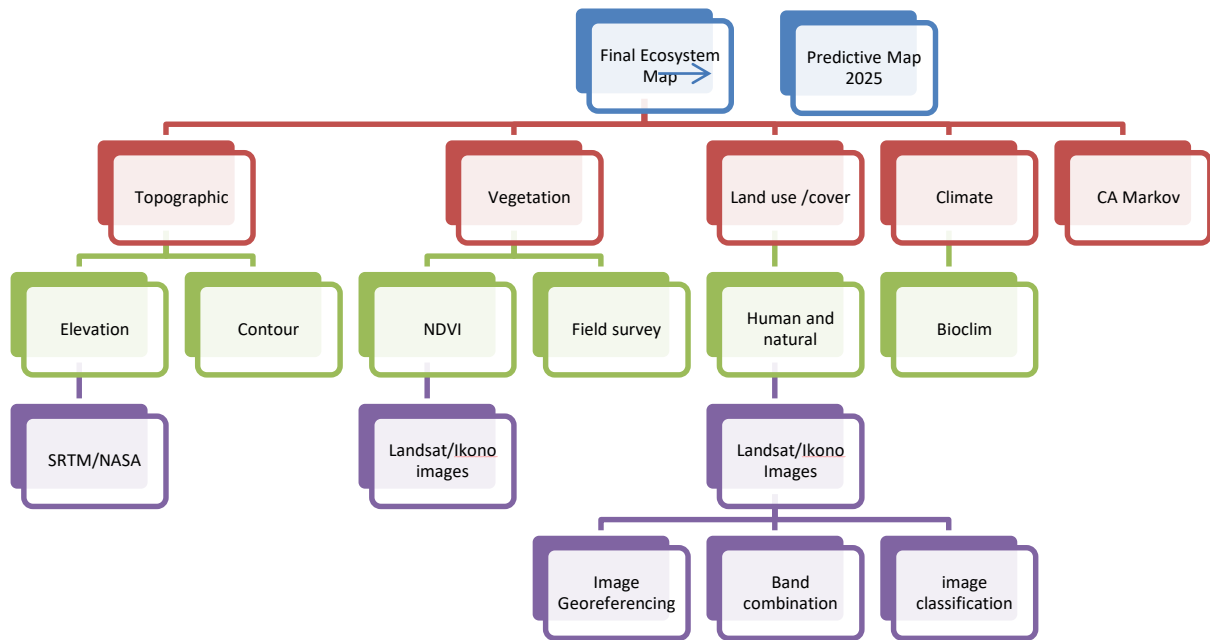 Final Ecosystem
Map
Predictive Map
2025
Topographic
Vegetation
Land use /cover
Climate
CA Markov
Elevation
Contour
NDVI
Field survey
Human and
natural
Bioclim
SRTM/NASA
Landsat/Ikono
images
Landsat/Ikono
Images
Image
Georeferencing
Band
combination
image
classification